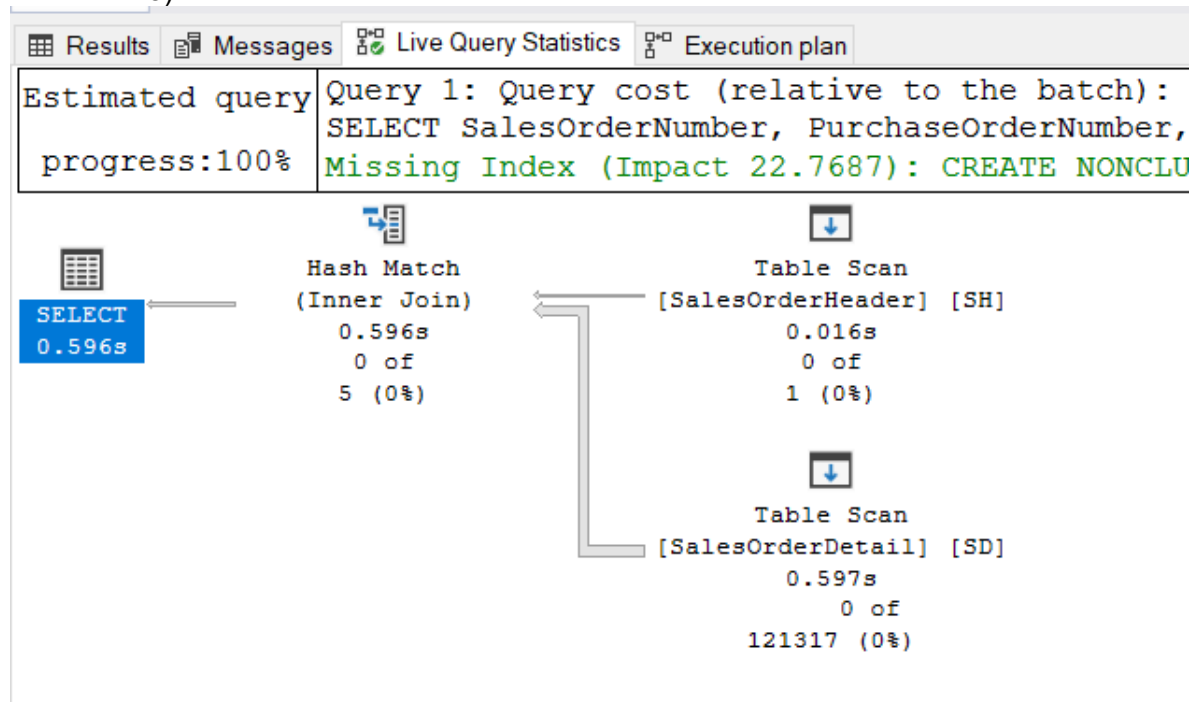 Results Messages Live Query Statistics Execution plan
Estimated query
progress:100%
Query 1: Query cost (relative to the batch):
SELECT SalesOrderNumber, PurchaseOrderNumber,
Missing Index (Impact 22.7687): CREATE NONCLU
SELECT
0.596s
Hash Match
(Inner Join)
0.596s
0 of
5 (0%)
Table Scan
[SalesOrderHeader] [SH]
0.016s
0 of
1 (0%)
Table Scan
[SalesOrderDetail] [SD]
0.597s
0 of
121317 (0%)